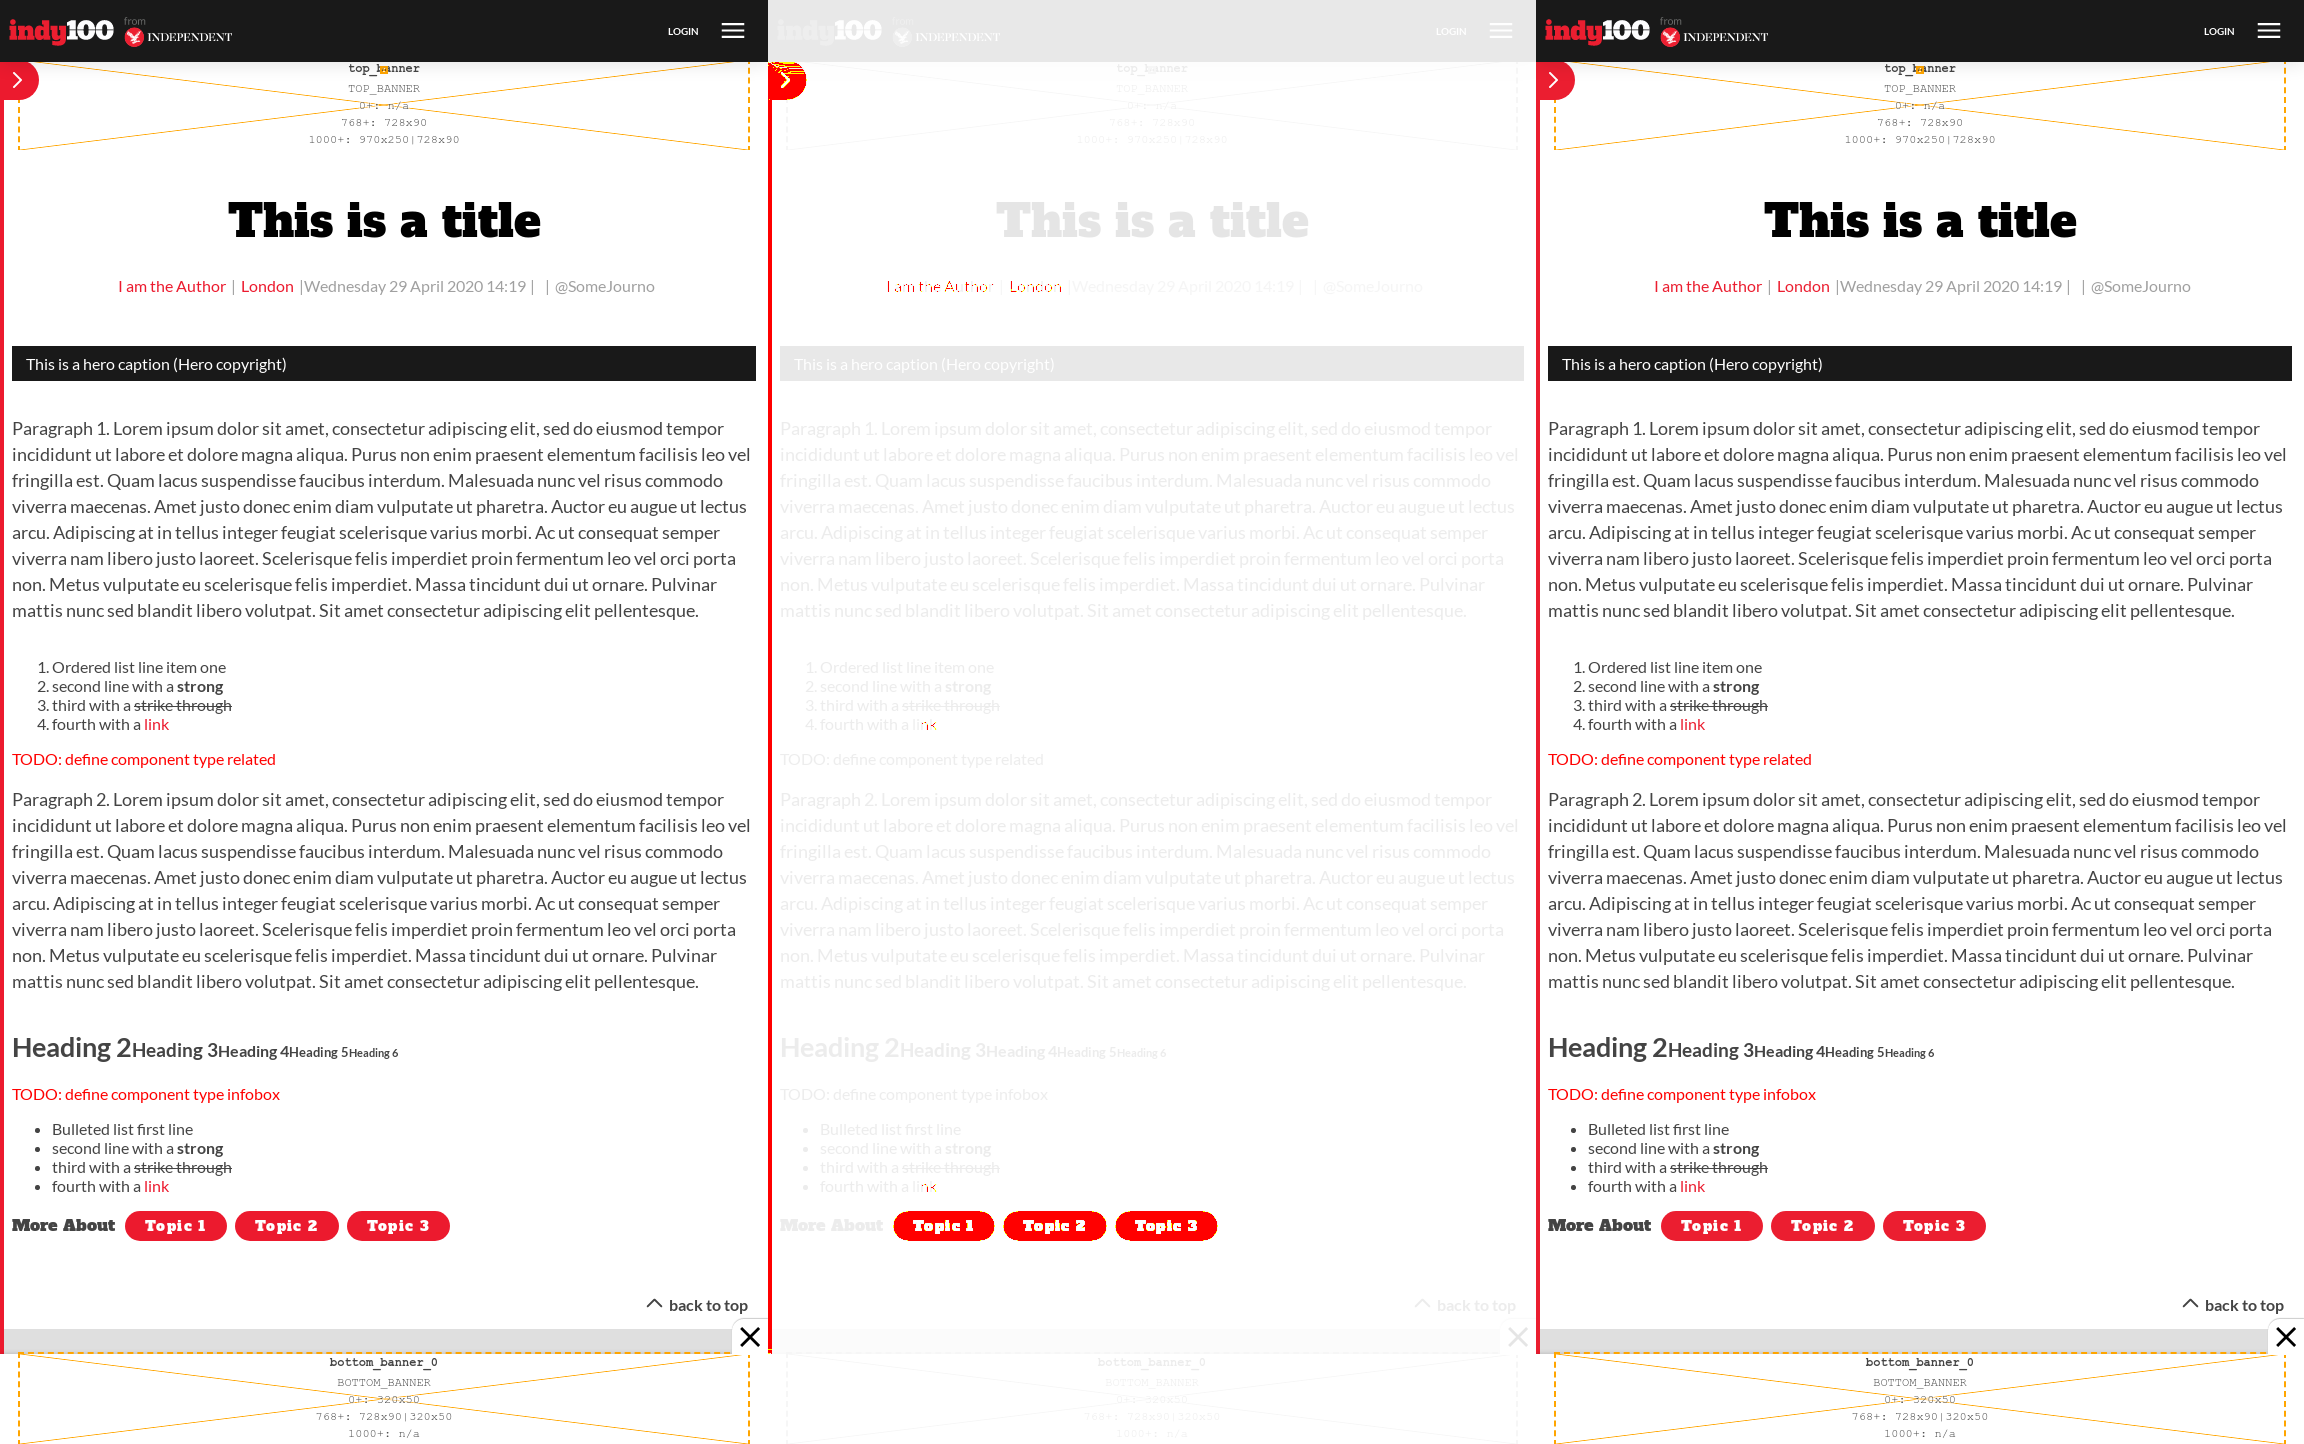 indy100 from INDEPENDENT LOGIN
top_banner
TOP_BANNER
0+: n/a
768+: 728x90
1000+: 970x250|728x90
This is a title
I am the Author | London |Wednesday 29 April 2020 14:19 | | @SomeJourno
This is a hero caption (Hero copyright)
Paragraph 1. Lorem ipsum dolor sit amet, consectetur adipiscing elit, sed do eiusmod tempor
incididunt ut labore et dolore magna aliqua. Purus non enim praesent elementum facilisis leo vel
fringilla est. Quam lacus suspendisse faucibus interdum. Malesuada nunc vel risus commodo
viverra maecenas. Amet justo donec enim diam vulputate ut pharetra. Auctor eu augue ut lectus
arcu. Adipiscing at in tellus integer feugiat scelerisque varius morbi. Ac ut consequat semper
viverra nam libero justo laoreet. Scelerisque felis imperdiet proin fermentum leo vel orci porta
non. Metus vulputate eu scelerisque felis imperdiet. Massa tincidunt dui ut ornare. Pulvinar
mattis nunc sed blandit libero volutpat. Sit amet consectetur adipiscing elit pellentesque.
1. Ordered list line item one
2. second line with a strong
3. third with a strike through
4. fourth with a link
TODO: define component type related
Paragraph 2. Lorem ipsum dolor sit amet, consectetur adipiscing elit, sed do eiusmod tempor
incididunt ut labore et dolore magna aliqua. Purus non enim praesent elementum facilisis leo vel
fringilla est. Quam lacus suspendisse faucibus interdum. Malesuada nunc vel risus commodo
viverra maecenas. Amet justo donec enim diam vulputate ut pharetra. Auctor eu augue ut lectus
arcu. Adipiscing at in tellus integer feugiat scelerisque varius morbi. Ac ut consequat semper
viverra nam libero justo laoreet. Scelerisque felis imperdiet proin fermentum leo vel orci porta
non. Metus vulputate eu scelerisque felis imperdiet. Massa tincidunt dui ut ornare. Pulvinar
mattis nunc sed blandit libero volutpat. Sit amet consectetur adipiscing elit pellentesque.
Heading 2Heading 3Heading 4Heading 5Heading 6
TODO: define component type infobox
• Bulleted list first line
• second line with a strong
• third with a strike through
• fourth with a link
More About Topic 1 Topic 2 Topic 3
back to top
bottom_banner_0
BOTTOM_BANNER
0+: 320x50
768+: 728x90|320x50
1000+: n/a
indy100 from INDEPENDENT LOGIN
top_banner
TOP_BANNER
0+: n/a
768+: 728x90
1000+: 970x250|728x90
This is a title
I am the Author | London |Wednesday 29 April 2020 14:19 | | @SomeJourno
This is a hero caption (Hero copyright)
Paragraph 1. Lorem ipsum dolor sit amet, consectetur adipiscing elit, sed do eiusmod tempor
incididunt ut labore et dolore magna aliqua. Purus non enim praesent elementum facilisis leo vel
fringilla est. Quam lacus suspendisse faucibus interdum. Malesuada nunc vel risus commodo
viverra maecenas. Amet justo donec enim diam vulputate ut pharetra. Auctor eu augue ut lectus
arcu. Adipiscing at in tellus integer feugiat scelerisque varius morbi. Ac ut consequat semper
viverra nam libero justo laoreet. Scelerisque felis imperdiet proin fermentum leo vel orci porta
non. Metus vulputate eu scelerisque felis imperdiet. Massa tincidunt dui ut ornare. Pulvinar
mattis nunc sed blandit libero volutpat. Sit amet consectetur adipiscing elit pellentesque.
1. Ordered list line item one
2. second line with a strong
3. third with a strike through
4. fourth with a link
TODO: define component type related
Paragraph 2. Lorem ipsum dolor sit amet, consectetur adipiscing elit, sed do eiusmod tempor
incididunt ut labore et dolore magna aliqua. Purus non enim praesent elementum facilisis leo vel
fringilla est. Quam lacus suspendisse faucibus interdum. Malesuada nunc vel risus commodo
viverra maecenas. Amet justo donec enim diam vulputate ut pharetra. Auctor eu augue ut lectus
arcu. Adipiscing at in tellus integer feugiat scelerisque varius morbi. Ac ut consequat semper
viverra nam libero justo laoreet. Scelerisque felis imperdiet proin fermentum leo vel orci porta
non. Metus vulputate eu scelerisque felis imperdiet. Massa tincidunt dui ut ornare. Pulvinar
mattis nunc sed blandit libero volutpat. Sit amet consectetur adipiscing elit pellentesque.
Heading 2Heading 3Heading 4Heading 5Heading 6
TODO: define component type infobox
• Bulleted list first line
• second line with a strong
• third with a strike through
• fourth with a link
More About Topic 1 Topic 2 Topic 3
back to top
bottom_banner_0
BOTTOM_BANNER
0+: 320x50
768+: 728x90|320x50
1000+: n/a
indy100 from INDEPENDENT LOGIN
top_banner
TOP_BANNER
0+: n/a
768+: 728x90
1000+: 970x250|728x90
This is a title
I am the Author | London |Wednesday 29 April 2020 14:19 | | @SomeJourno
This is a hero caption (Hero copyright)
Paragraph 1. Lorem ipsum dolor sit amet, consectetur adipiscing elit, sed do eiusmod tempor
incididunt ut labore et dolore magna aliqua. Purus non enim praesent elementum facilisis leo vel
fringilla est. Quam lacus suspendisse faucibus interdum. Malesuada nunc vel risus commodo
viverra maecenas. Amet justo donec enim diam vulputate ut pharetra. Auctor eu augue ut lectus
arcu. Adipiscing at in tellus integer feugiat scelerisque varius morbi. Ac ut consequat semper
viverra nam libero justo laoreet. Scelerisque felis imperdiet proin fermentum leo vel orci porta
non. Metus vulputate eu scelerisque felis imperdiet. Massa tincidunt dui ut ornare. Pulvinar
mattis nunc sed blandit libero volutpat. Sit amet consectetur adipiscing elit pellentesque.
1. Ordered list line item one
2. second line with a strong
3. third with a strike through
4. fourth with a link
TODO: define component type related
Paragraph 2. Lorem ipsum dolor sit amet, consectetur adipiscing elit, sed do eiusmod tempor
incididunt ut labore et dolore magna aliqua. Purus non enim praesent elementum facilisis leo vel
fringilla est. Quam lacus suspendisse faucibus interdum. Malesuada nunc vel risus commodo
viverra maecenas. Amet justo donec enim diam vulputate ut pharetra. Auctor eu augue ut lectus
arcu. Adipiscing at in tellus integer feugiat scelerisque varius morbi. Ac ut consequat semper
viverra nam libero justo laoreet. Scelerisque felis imperdiet proin fermentum leo vel orci porta
non. Metus vulputate eu scelerisque felis imperdiet. Massa tincidunt dui ut ornare. Pulvinar
mattis nunc sed blandit libero volutpat. Sit amet consectetur adipiscing elit pellentesque.
Heading 2Heading 3Heading 4Heading 5Heading 6
TODO: define component type infobox
• Bulleted list first line
• second line with a strong
• third with a strike through
• fourth with a link
More About Topic 1 Topic 2 Topic 3
back to top
bottom_banner_0
BOTTOM_BANNER
0+: 320x50
768+: 728x90|320x50
1000+: n/a